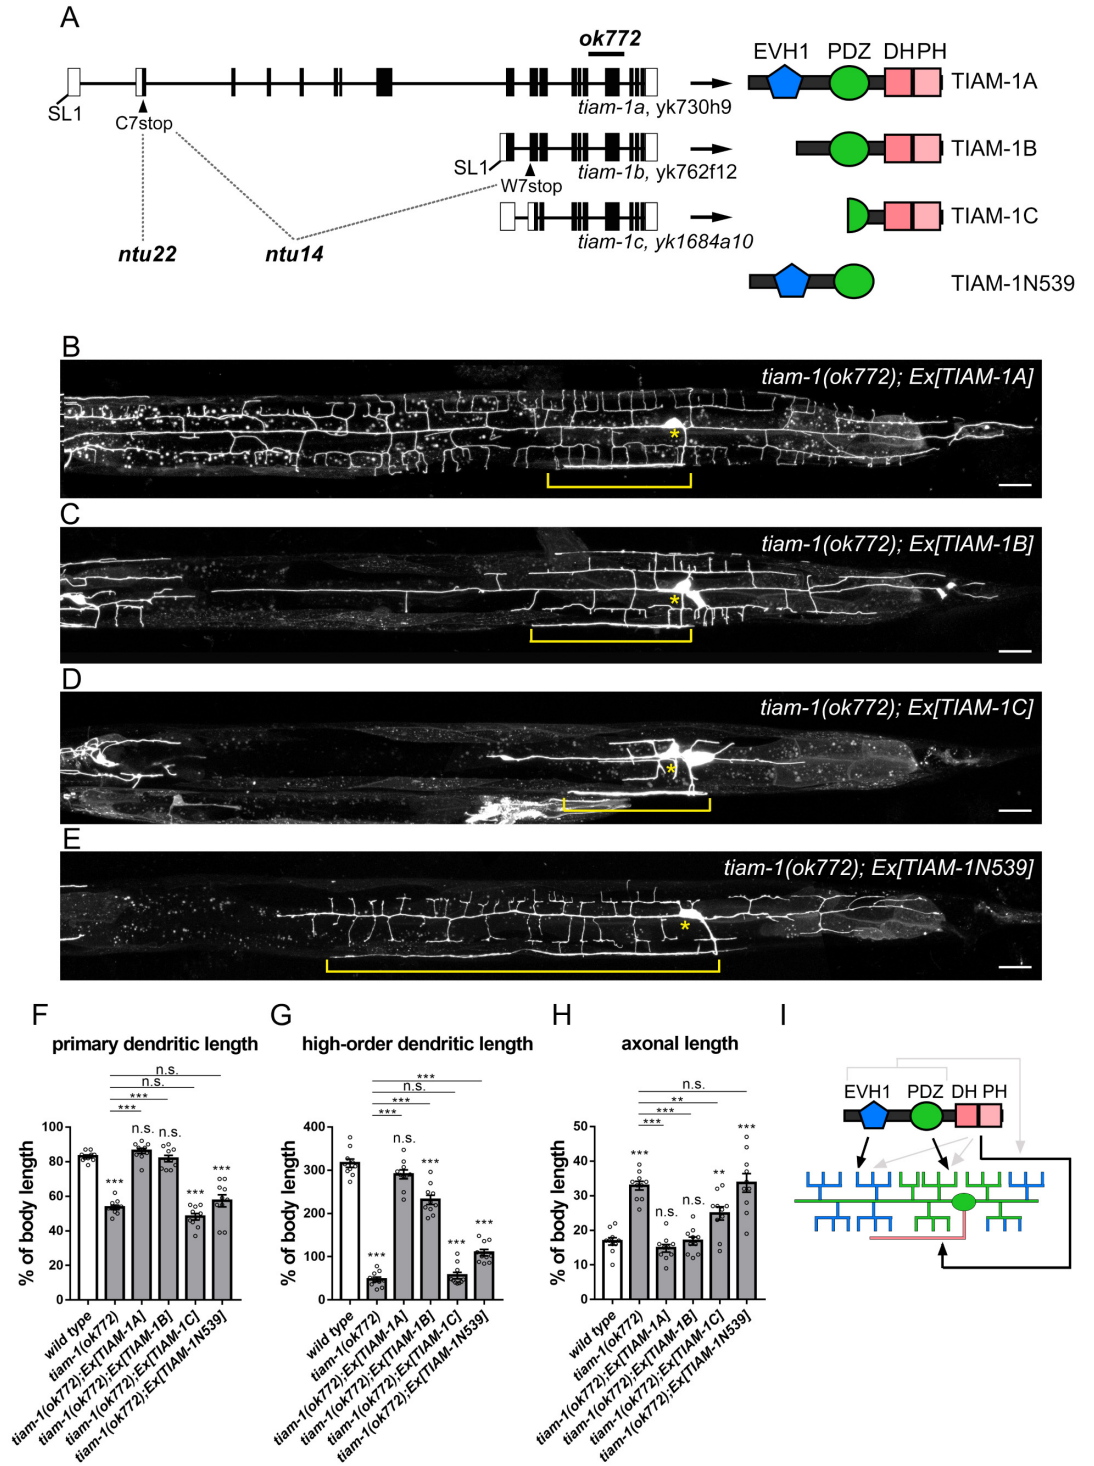 A
ok772
EVH1 PDZ DH PH
SL1
C7stop
tiam-1a, yk730h9
TIAM-1A
SL1
W7stop
tiam-1b, yk762f12
TIAM-1B
tiam-1c, yk1684a10
TIAM-1C
ntu22
ntu14
TIAM-1N539
B
tiam-1(ok772); Ex[TIAM-1A]
*
C
tiam-1(ok772); Ex[TIAM-1B]
*
D
tiam-1(ok772); Ex[TIAM-1C]
*
E
tiam-1(ok772); Ex[TIAM-1N539]
*
F
primary dendritic length
n.s.
n.s.
***
***
% of body length
100
80
60
40
20
0
***
n.s.
n.s.
***
***
wild type
tiam-1(ok772)
tiam-1(ok772);Ex[TIAM-1A]
tiam-1(ok772);Ex[TIAM-1B]
tiam-1(ok772);Ex[TIAM-1C]
tiam-1(ok772);Ex[TIAM-1N539]
G
high-order dendritic length
***
n.s.
***
***
% of body length
400
300
200
100
0
***
n.s.
***
***
***
wild type
tiam-1(ok772)
tiam-1(ok772);Ex[TIAM-1A]
tiam-1(ok772);Ex[TIAM-1B]
tiam-1(ok772);Ex[TIAM-1C]
tiam-1(ok772);Ex[TIAM-1N539]
H
axonal length
n.s.
**
***
***
% of body length
50
40
30
20
10
0
***
n.s.
n.s.
**
***
wild type
tiam-1(ok772)
tiam-1(ok772);Ex[TIAM-1A]
tiam-1(ok772);Ex[TIAM-1B]
tiam-1(ok772);Ex[TIAM-1C]
tiam-1(ok772);Ex[TIAM-1N539]
I
EVH1 PDZ DH PH